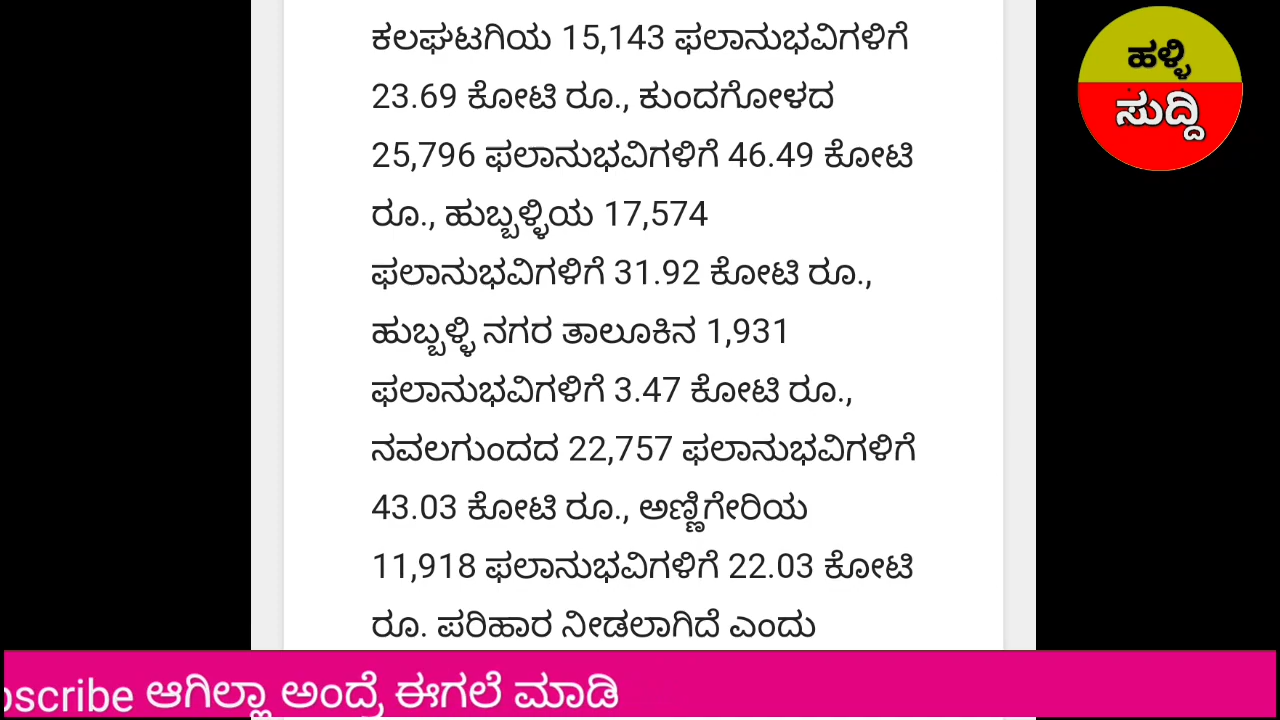 ಕಲಘಟಗಿಯ 15,143 ಫಲಾನುಭವಿಗಳಿಗೆ
23.69 ಕೋಟಿ ರೂ., ಕುಂದಗೋಳದ
25,796 ಫಲಾನುಭವಿಗಳಿಗೆ 46.49 ಕೋಟಿ
ರೂ., ಹುಬ್ಬಳ್ಳಿಯ 17,574
ಫಲಾನುಭವಿಗಳಿಗೆ 31.92 ಕೋಟಿ ರೂ.,
ಹುಬ್ಬಳ್ಳಿ ನಗರ ತಾಲೂಕಿನ 1,931
ಫಲಾನುಭವಿಗಳಿಗೆ 3.47 ಕೋಟಿ ರೂ.,
ನವಲಗುಂದದ 22,757 ಫಲಾನುಭವಿಗಳಿಗೆ
43.03 ಕೋಟಿ ರೂ., ಅಣ್ಣಿಗೇರಿಯ
11,918 ಫಲಾನುಭವಿಗಳಿಗೆ 22.03 ಕೋಟಿ
ರೂ. ಪರಿಹಾರ ನೀಡಲಾಗಿದೆ ಎಂದು
ಹಳ್ಳಿ
ಸುದ್ದಿ
bscribe ಆಗಿಲ್ಲಾ ಅಂದ್ರೆ ಈಗಲೆ ಮಾಡಿ